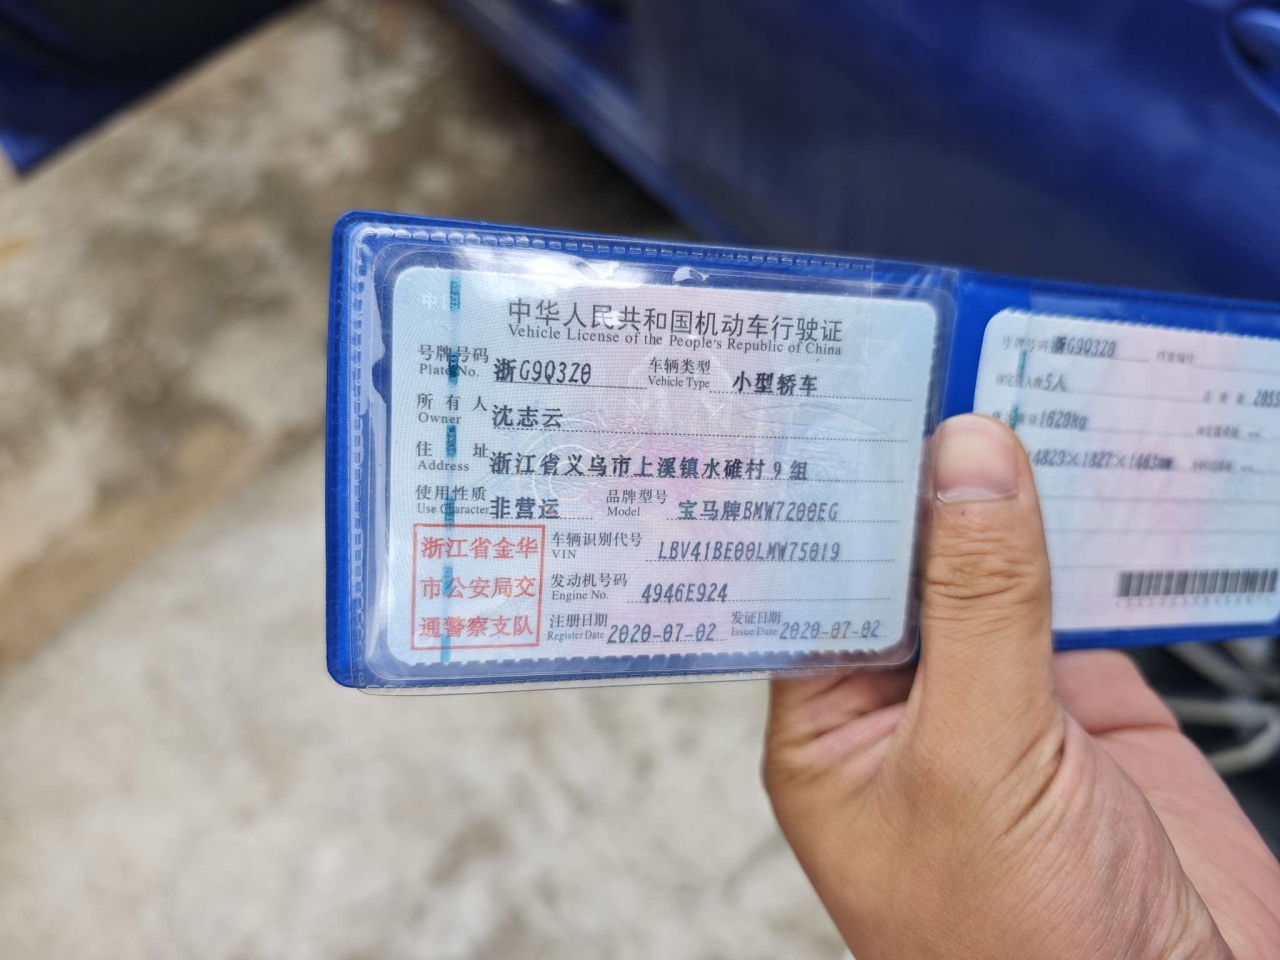 中华人民共和国机动车行驶证
Vehicle License of the People's Republic of China
号牌号码 浙G9Q3Z0 车辆类型 小型轿车
Plate No. Vehicle Type
所有人 沈志云
Owner
住址 浙江省义乌市上溪镇水碓村9组
Address
使用性质 非营运 品牌型号 宝马牌BMW7200EG
Use Character Model
浙江省金华
市公安局交
通警察支队
车辆识别代号 LBV41BE00LMW75019
VIN
发动机号码 4946E924
Engine No.
注册日期 2020-07-02 发证日期 2020-07-02
Register Date Issue Date
号牌号码 浙G9Q3Z0 档案编号
5人
1620kg
4823×1827×1463mm